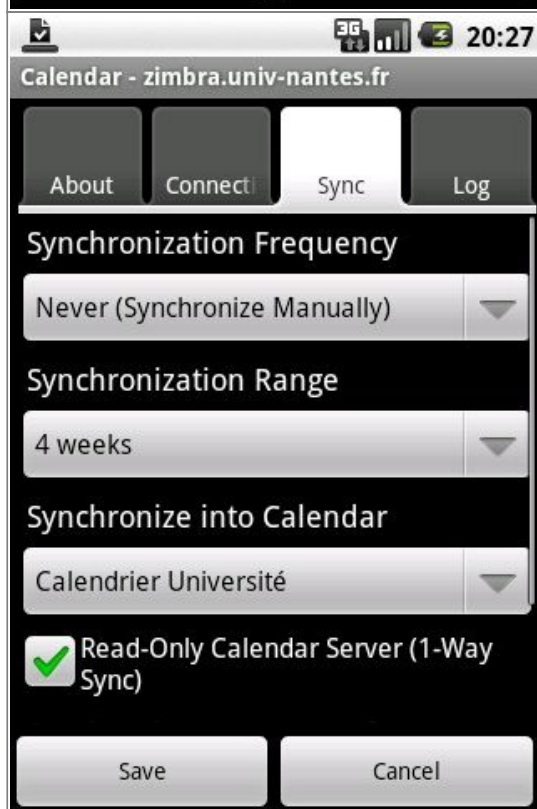 3G 20:27
Calendar - zimbra.univ-nantes.fr
About Connecti Sync Log
Synchronization Frequency
Never (Synchronize Manually)
Synchronization Range
4 weeks
Synchronize into Calendar
Calendrier Université
Read-Only Calendar Server (1-Way
Sync)
Save Cancel